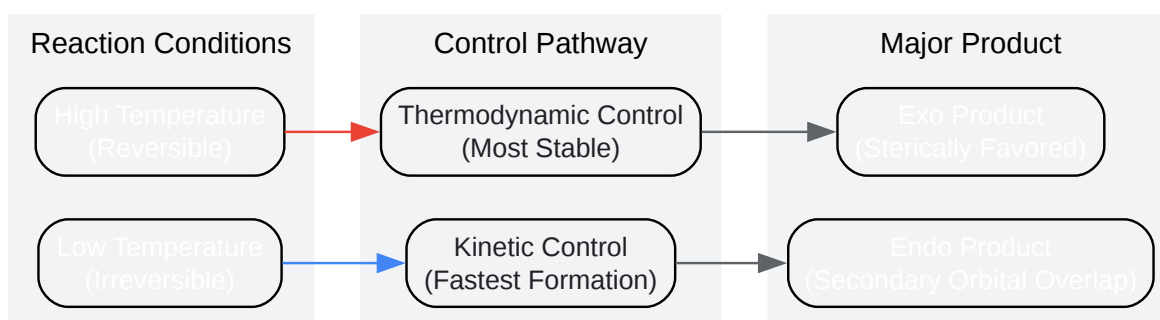 Reaction Conditions
Control Pathway
Major Product
High Temperature
(Reversible)
Thermodynamic Control
(Most Stable)
Exo Product
(Sterically Favored)
Low Temperature
(Irreversible)
Kinetic Control
(Fastest Formation)
Endo Product
(Secondary Orbital Overlap)